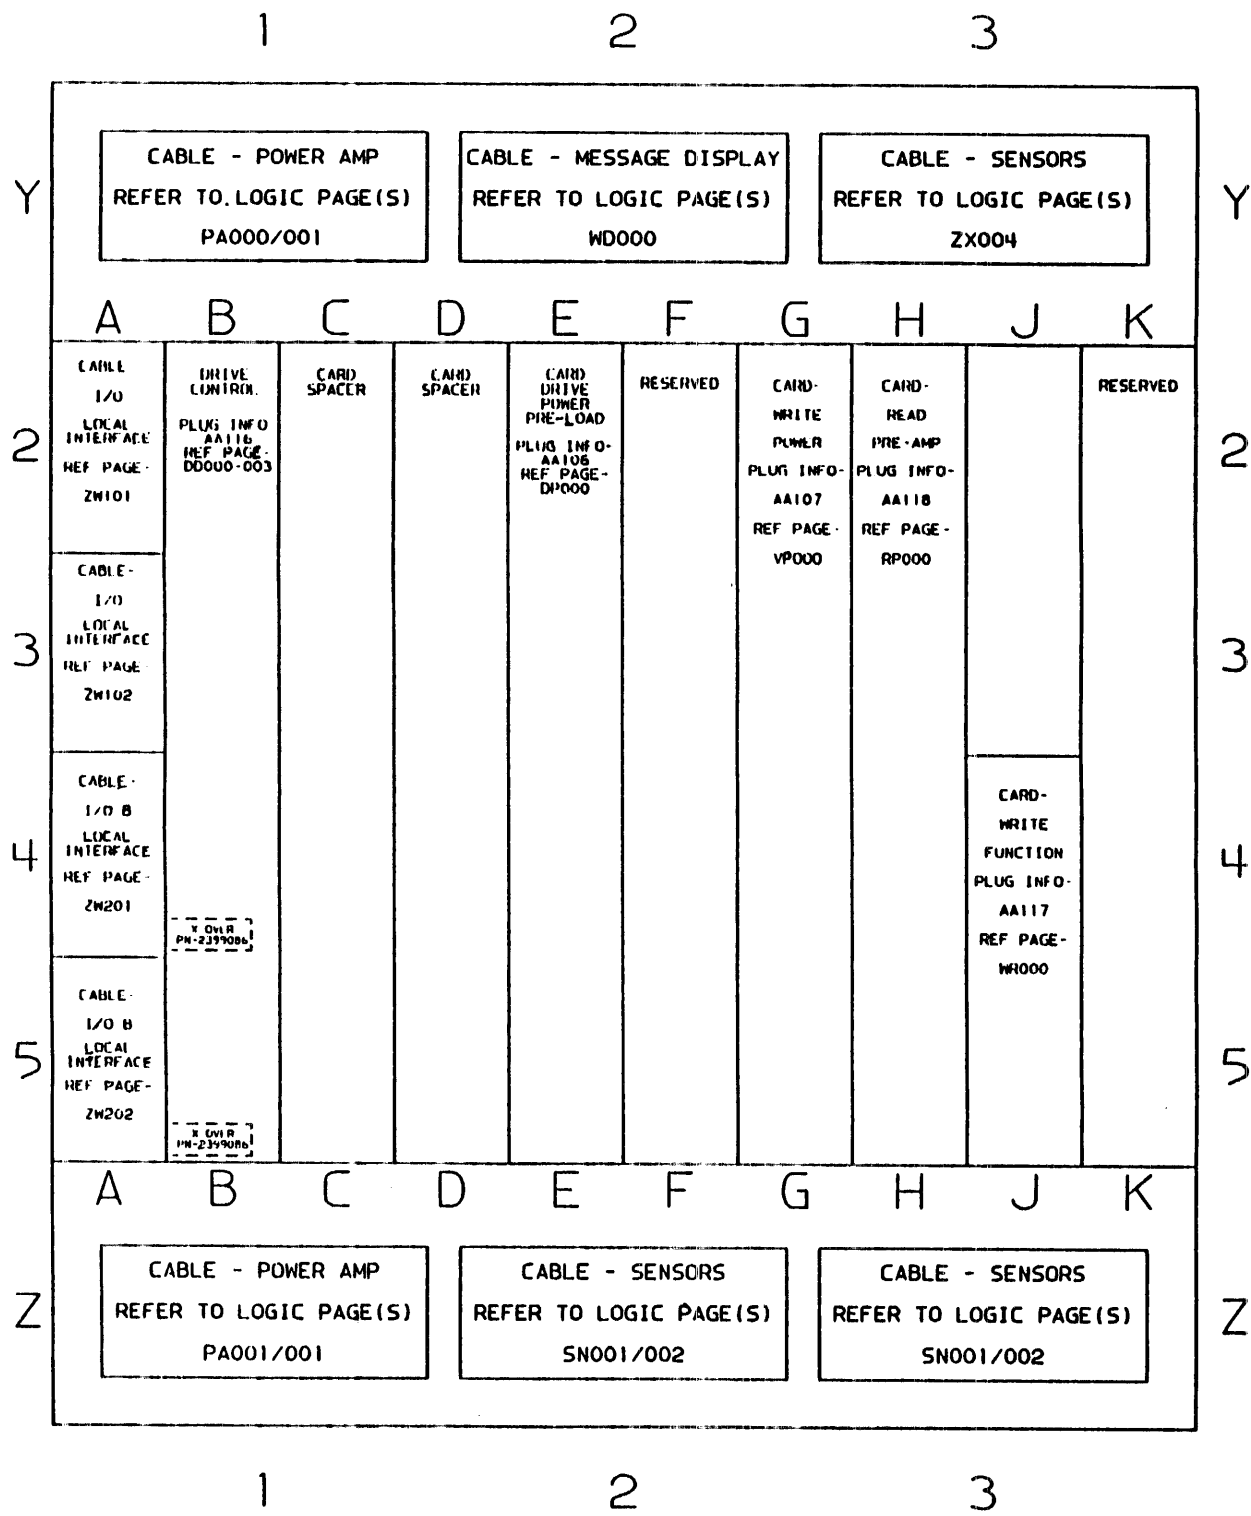 1 2 3
Y
CABLE - POWER AMP
REFER TO. LOGIC PAGE(S)
PA000/001
CABLE - MESSAGE DISPLAY
REFER TO LOGIC PAGE(S)
WD000
CABLE - SENSORS
REFER TO LOGIC PAGE(S)
ZX004
Y
A B C D E F G H J K
2
3
4
5
CABLE
I/O
LOCAL
INTERFACE
REF PAGE-
ZW101
CABLE-
I/O
LOCAL
INTERFACE
REF PAGE
ZW102
CABLE-
I/O B
LOCAL
INTERFACE
REF PAGE-
ZW201
CABLE-
I/O B
LOCAL
INTERFACE
REF PAGE-
ZW202
DRIVE
CONTROL
PLUG INFO
AA116
REF PAGE-
DD000-003
X OVER
PN-2399086
X OVER
PN-2399086
CARD
SPACER
CARD
SPACER
CARD
DRIVE
POWER
PRE-LOAD
PLUG INFO-
AA106
REF PAGE-
DP000
RESERVED
CARD-
WRITE
POWER
PLUG INFO-
AA107
REF PAGE-
VP000
CARD-
READ
PRE-AMP
PLUG INFO-
AA118
REF PAGE-
RP000
CARD-
WRITE
FUNCTION
PLUG INFO-
AA117
REF PAGE-
WR000
RESERVED
2
3
4
5
A B C D E F G H J K
Z
CABLE - POWER AMP
REFER TO LOGIC PAGE(S)
PA001/001
CABLE - SENSORS
REFER TO LOGIC PAGE(S)
SN001/002
CABLE - SENSORS
REFER TO LOGIC PAGE(S)
SN001/002
Z
1 2 3